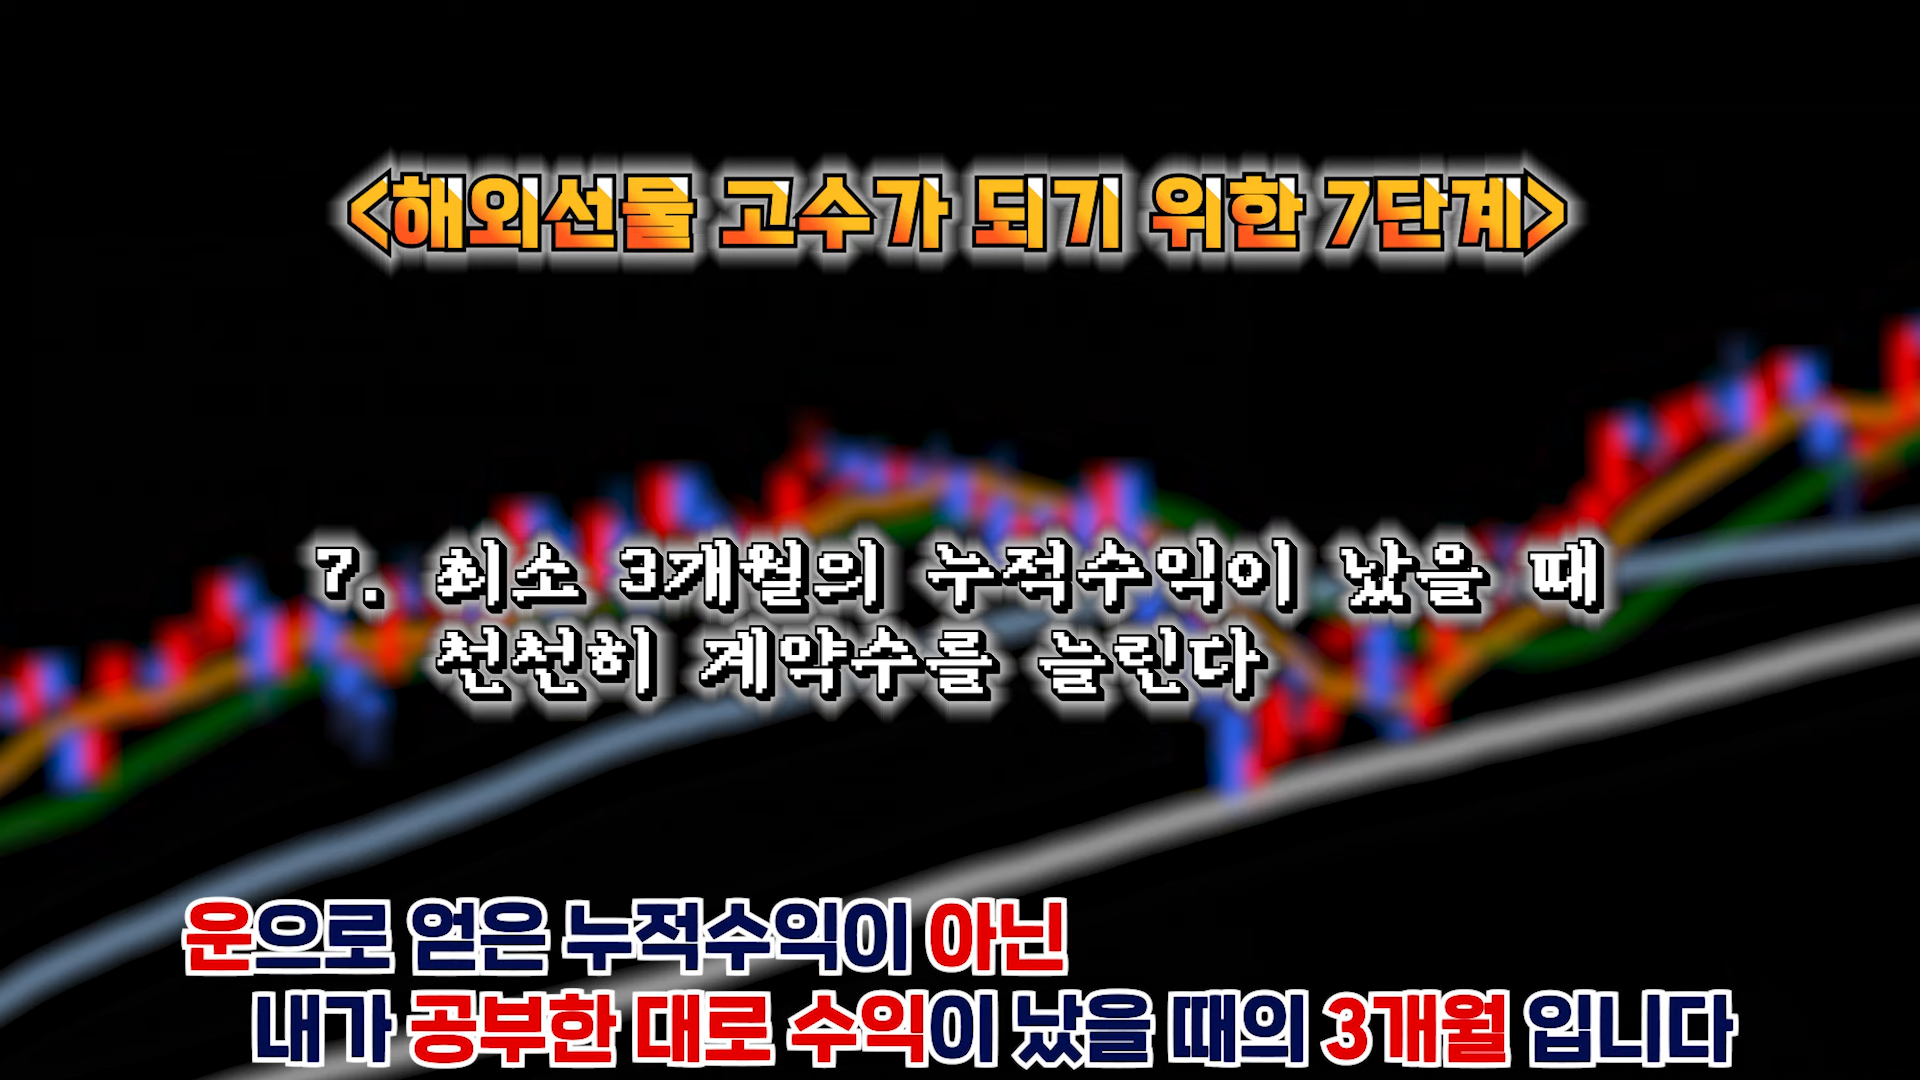 <해외선물 고수가 되기 위한 7단계>
7. 최소 3개월의 누적수익이 났을 때
천천히 계약수를 늘린다
운으로 얻은 누적수익이 아닌
내가 공부한 대로 수익이 났을 때의 3개월 입니다